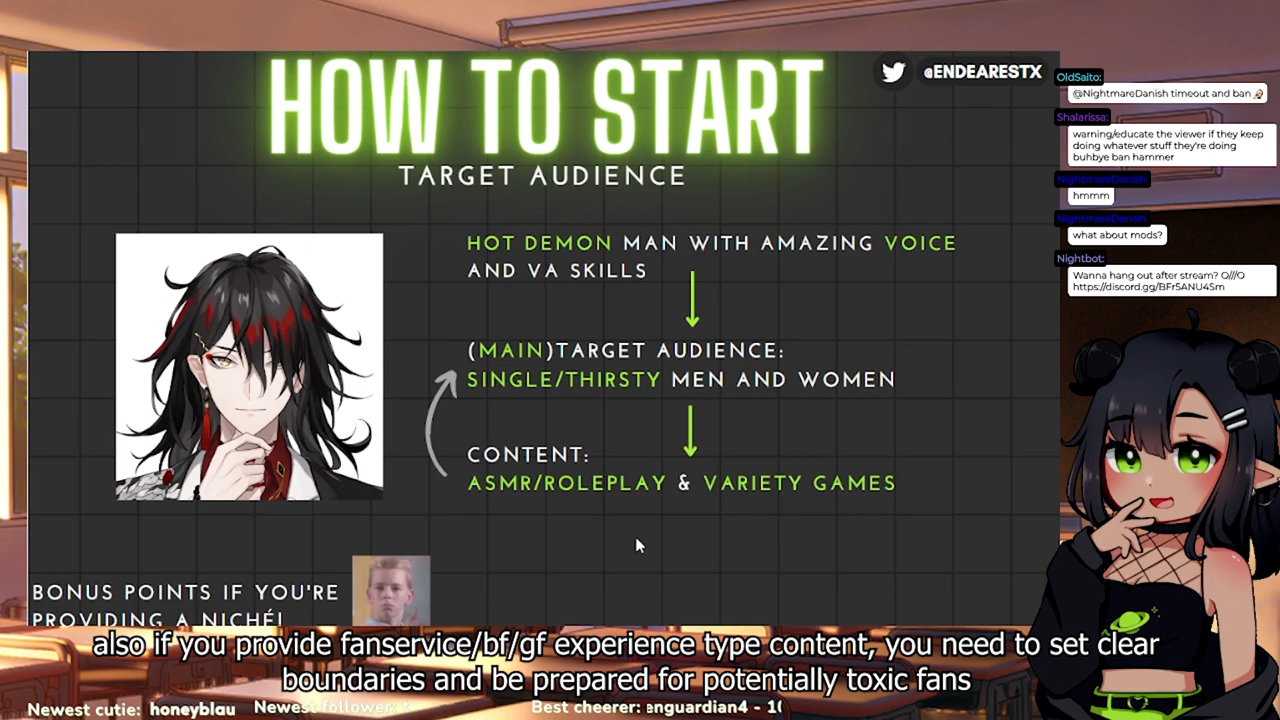 HOW TO START
@ENDEARESTX
TARGET AUDIENCE
HOT DEMON MAN WITH AMAZING VOICE
AND VA SKILLS
(MAIN)TARGET AUDIENCE:
SINGLE/THIRSTY MEN AND WOMEN
CONTENT:
ASMR/ROLEPLAY & VARIETY GAMES
BONUS POINTS IF YOU'RE
PROVIDING A NICHÉ!
also if you provide fanservice/bf/gf experience type content, you need to set clear
boundaries and be prepared for potentially toxic fans
Newest cutie: honeyblau
Newest follower:
Best cheerer: enguardian4 - 10
OldSaito:
@NightmareDanish timeout and ban
Shalarissa:
warning/educate the viewer if they keep
doing whatever stuff they're doing
buhbye ban hammer
NightmareDanish:
hmmm
NightmareDanish:
what about mods?
Nightbot:
Wanna hang out after stream? O///O
https://discord.gg/BFr5ANU4Sm